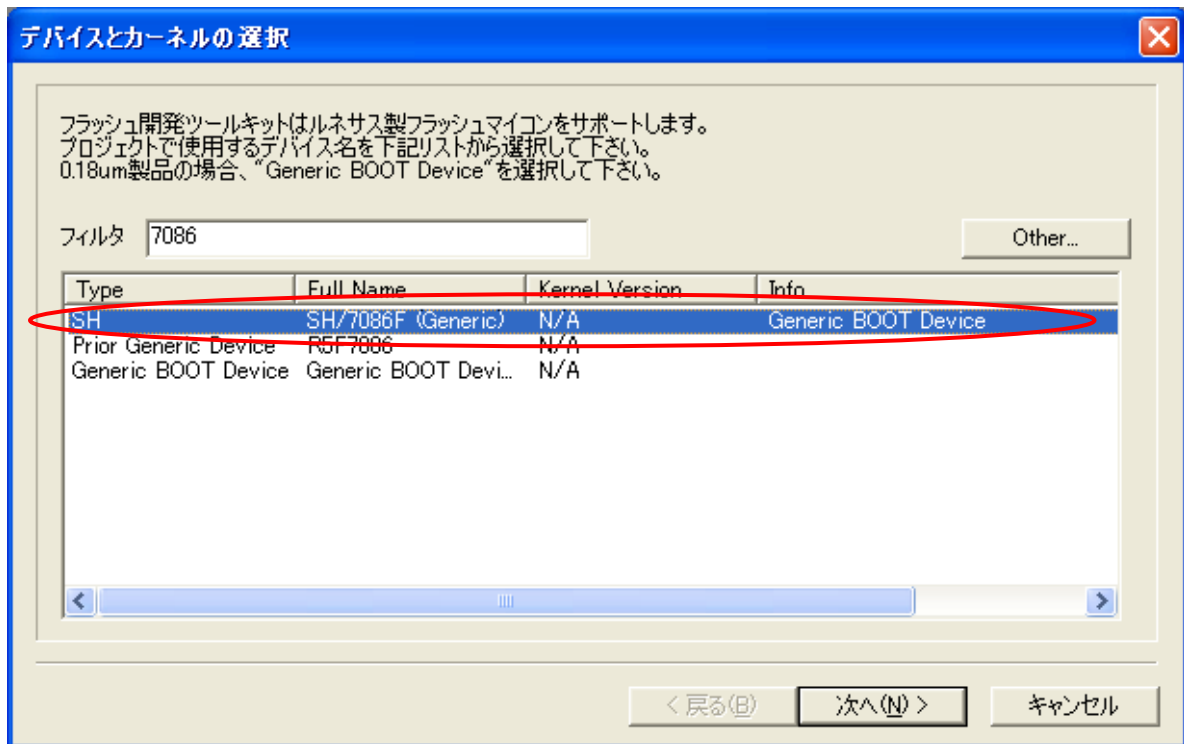 デバイスとカーネルの選択
フラッシュ開発ツールキットはルネサス製フラッシュマイコンをサポートします。
プロジェクトで使用するデバイス名を下記リストから選択して下さい。
0.18um製品の場合、"Generic BOOT Device"を選択して下さい。
フィルタ 7086 Other...
Type Full Name Kernel Version Info
SH SH/7086F (Generic) N/A Generic BOOT Device
Prior Generic Device R5F7086 N/A
Generic BOOT Device Generic BOOT Devi... N/A
< 戻る(B) 次へ(N) > キャンセル